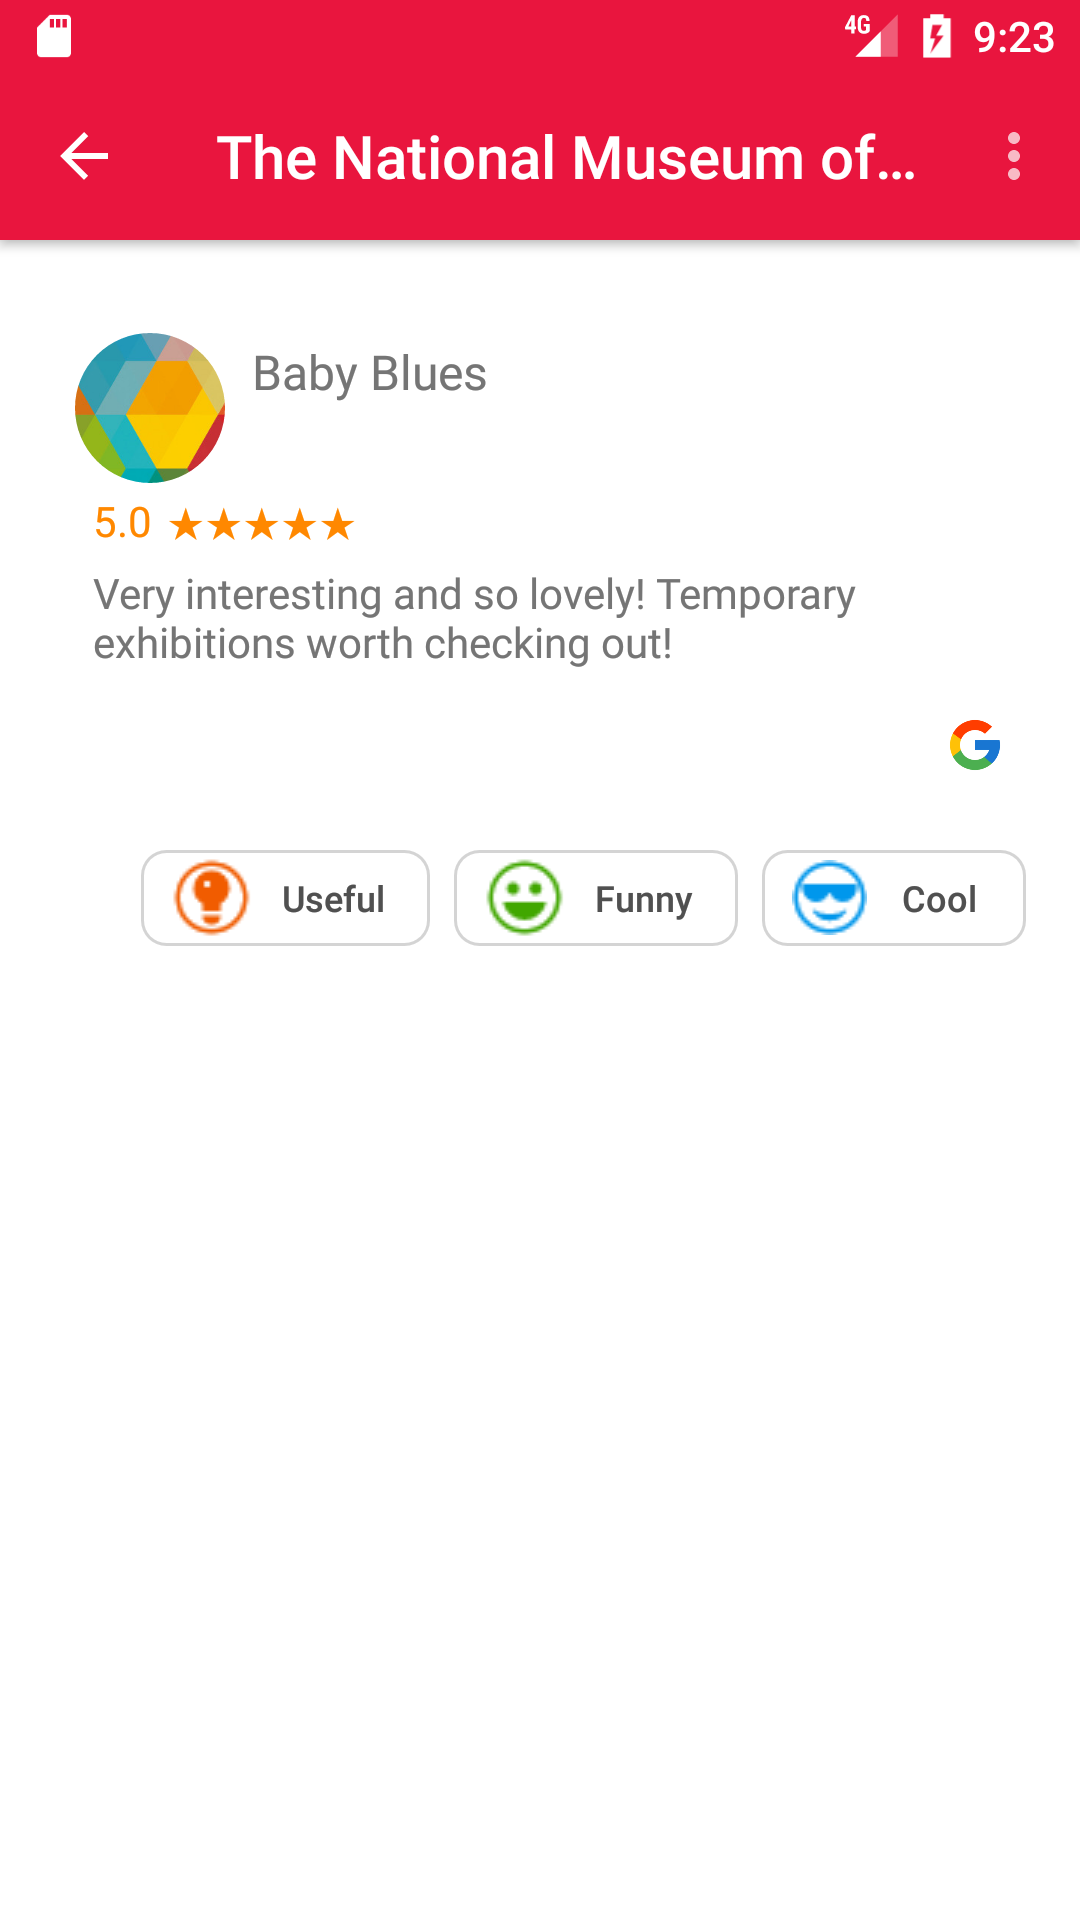 4G 9:23
The National Museum of...
Baby Blues
5.0 ★★★★★
Very interesting and so lovely! Temporary
exhibitions worth checking out!
Useful Funny Cool